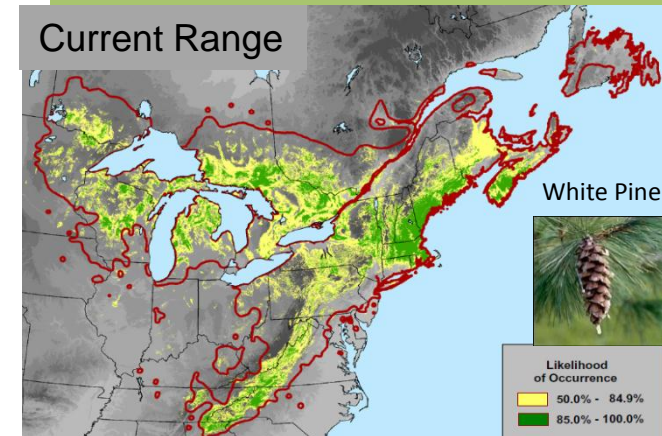 Current Range
White Pine
Likelihood
of Occurrence
50.0% - 84.9%
85.0% - 100.0%